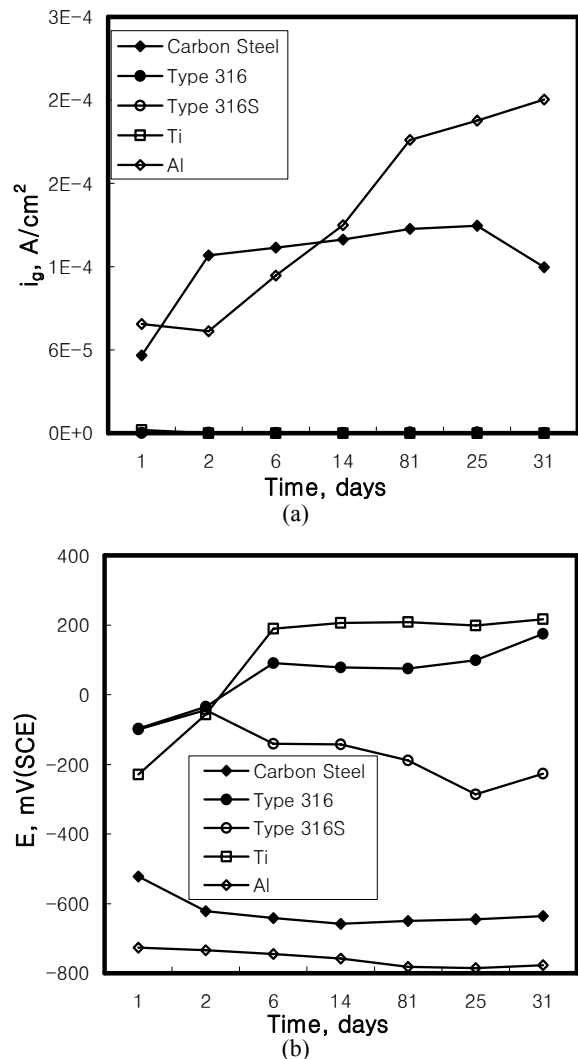 3E-4
2E-4
2E-4
1E-4
6E-5
0E+0
i_g, A/cm²
Carbon Steel
Type 316
Type 316S
Ti
Al
1 2 6 14 81 25 31
Time, days
(a)
400
200
0
-200
-400
-600
-800
E, mV(SCE)
Carbon Steel
Type 316
Type 316S
Ti
Al
1 2 6 14 81 25 31
Time, days
(b)